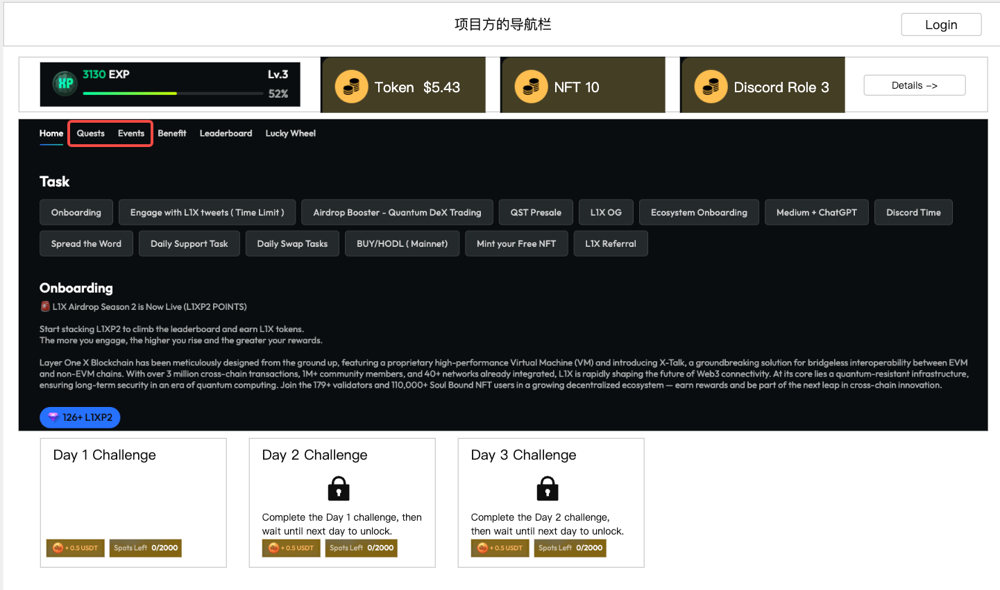 项目方的导航栏
Login
XP
3130 EXP
Lv.3
52%
Token $5.43
NFT 10
Discord Role 3
Details –>
Home Quests Events Benefit Leaderboard Lucky Wheel
Task
Onboarding Engage with L1X tweets ( Time Limit ) Airdrop Booster - Quantum DeX Trading QST Presale L1X OG Ecosystem Onboarding Medium + ChatGPT Discord Time
Spread the Word Daily Support Task Daily Swap Tasks BUY/HODL ( Mainnet) Mint your Free NFT L1X Referral
Onboarding
🚨 L1X Airdrop Season 2 is Now Live (L1XP2 POINTS)
Start stacking L1XP2 to climb the leaderboard and earn L1X tokens.
The more you engage, the higher you rise and the greater your rewards.
Layer One X Blockchain has been meticulously designed from the ground up, featuring a proprietary high-performance Virtual Machine (VM) and introducing X-Talk, a groundbreaking solution for bridgeless interoperability between EVM
and non-EVM chains. With over 3 million cross-chain transactions, 1M+ community members, and 40+ networks already integrated, L1X is rapidly shaping the future of Web3 connectivity. At its core lies a quantum-resistant infrastructure,
ensuring long-term security in an era of quantum computing. Join the 179+ validators and 110,000+ Soul Bound NFT users in a growing decentralized ecosystem — earn rewards and be part of the next leap in cross-chain innovation.
126+ L1XP2
Day 1 Challenge
+ 0.5 USDT
Spots Left 0/2000
Day 2 Challenge
Complete the Day 1 challenge, then
wait until next day to unlock.
+ 0.5 USDT
Spots Left 0/2000
Day 3 Challenge
Complete the Day 2 challenge,
then wait until next day to unlock.
+ 0.5 USDT
Spots Left 0/2000